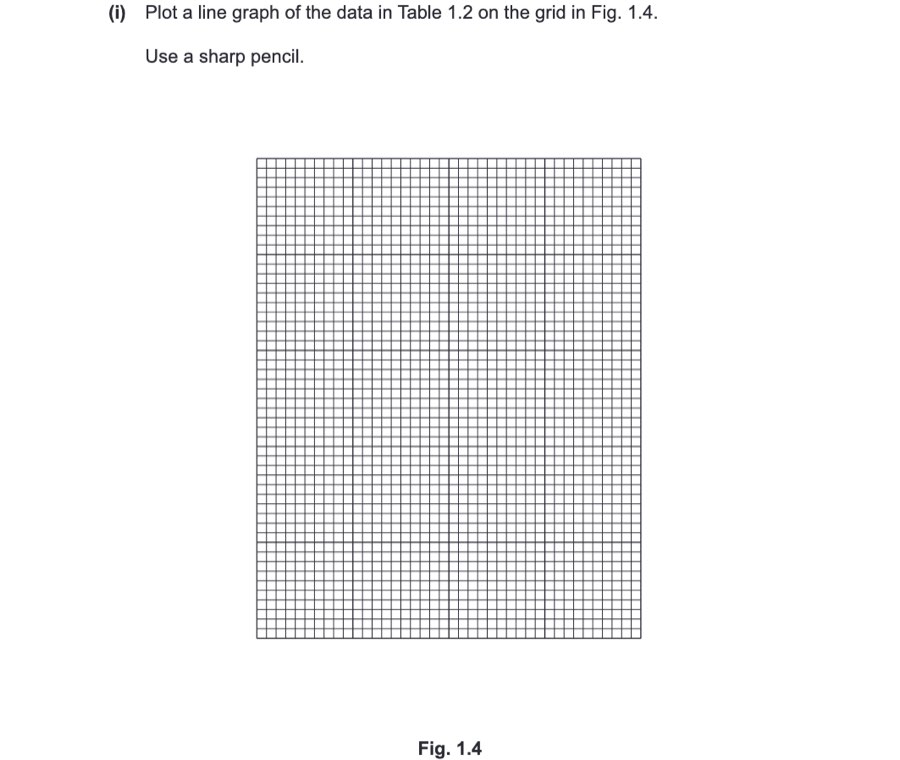 (i) Plot a line graph of the data in Table 1.2 on the grid in Fig. 1.4.
Use a sharp pencil.
Fig. 1.4